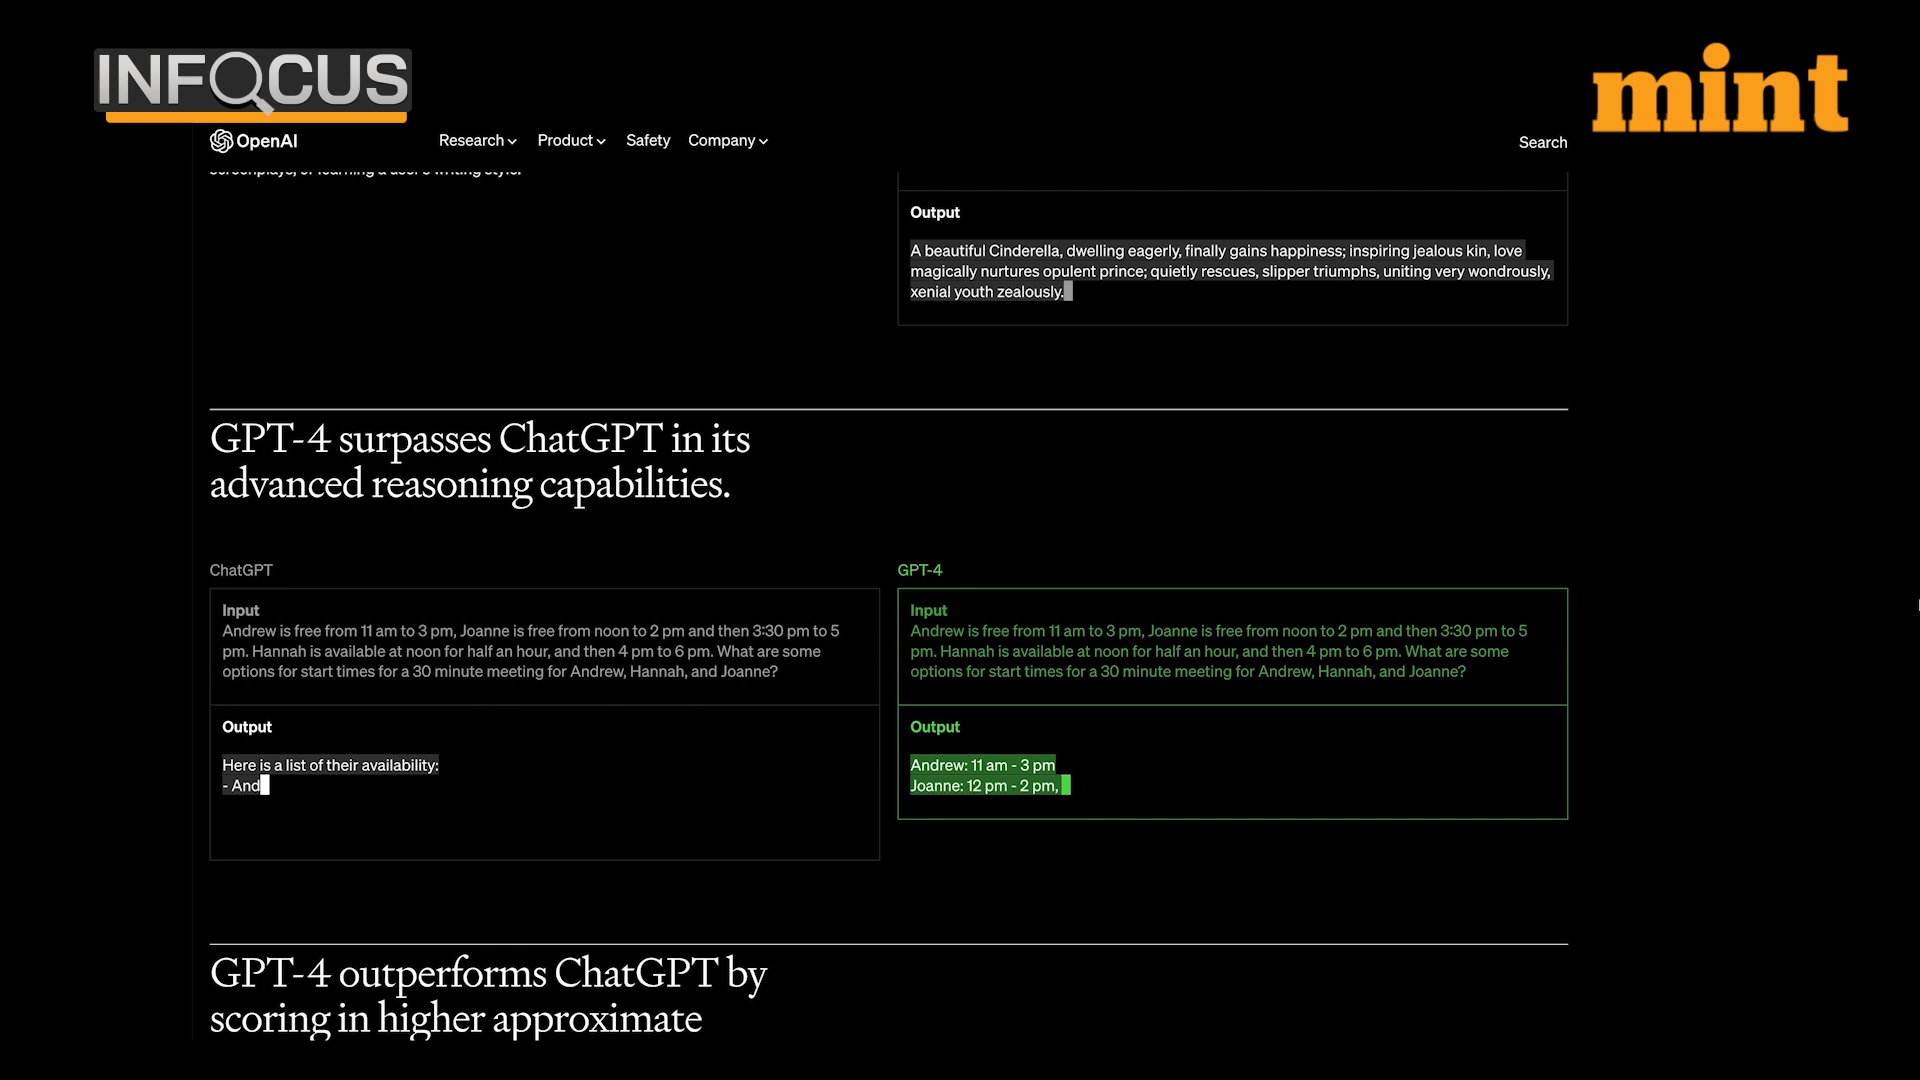 INFOCUS
mint
OpenAI
Research
Product
Safety
Company
Search
screenplays, or learning a user's writing style.
Output
A beautiful Cinderella, dwelling eagerly, finally gains happiness; inspiring jealous kin, love
magically nurtures opulent prince; quietly rescues, slipper triumphs, uniting very wondrously,
xenial youth zealously.
GPT-4 surpasses ChatGPT in its
advanced reasoning capabilities.
ChatGPT
Input
Andrew is free from 11 am to 3 pm, Joanne is free from noon to 2 pm and then 3:30 pm to 5
pm. Hannah is available at noon for half an hour, and then 4 pm to 6 pm. What are some
options for start times for a 30 minute meeting for Andrew, Hannah, and Joanne?
Output
Here is a list of their availability:
- And
GPT-4
Input
Andrew is free from 11 am to 3 pm, Joanne is free from noon to 2 pm and then 3:30 pm to 5
pm. Hannah is available at noon for half an hour, and then 4 pm to 6 pm. What are some
options for start times for a 30 minute meeting for Andrew, Hannah, and Joanne?
Output
Andrew: 11 am - 3 pm
Joanne: 12 pm - 2 pm,
GPT-4 outperforms ChatGPT by
scoring in higher approximate